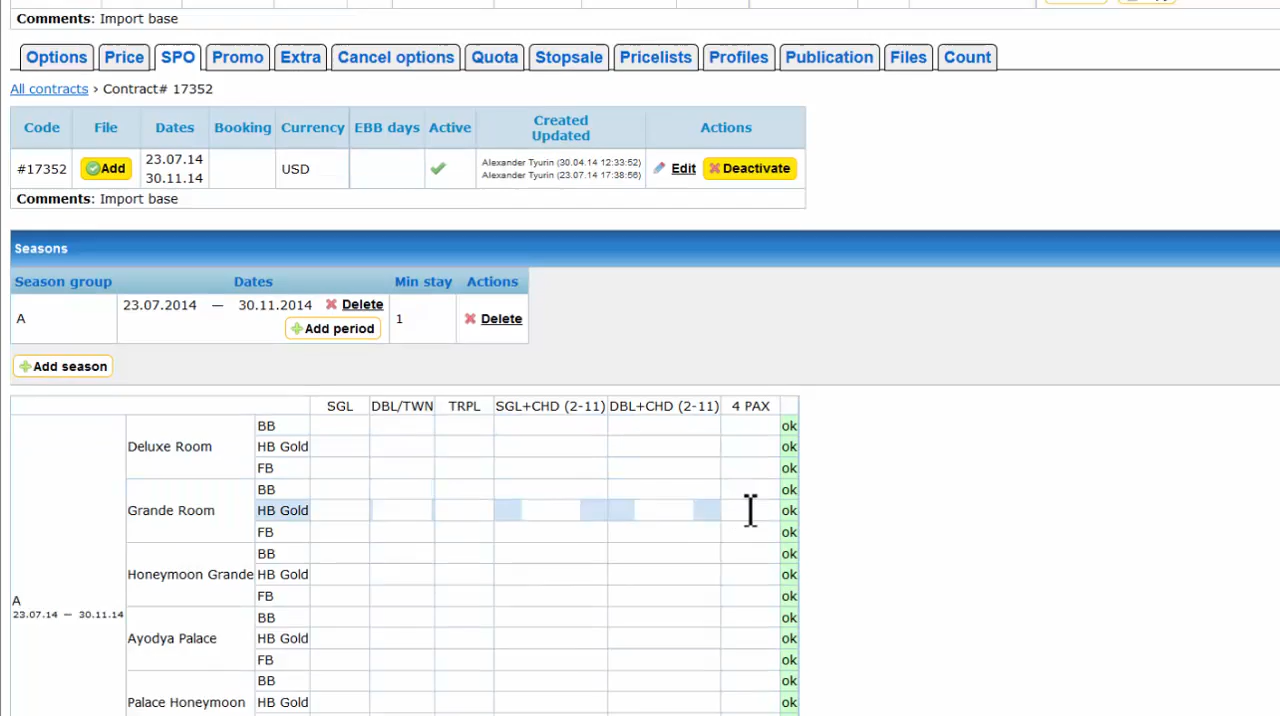 Comments: Import base
Options Price SPO Promo Extra Cancel options Quota Stopsale Pricelists Profiles Publication Files Count
All contracts › Contract# 17352
Code File Dates Booking Currency EBB days Active Created Updated Actions
#17352 Add 23.07.14 30.11.14 USD Alexander Tyurin (30.04.14 12:33:52) Alexander Tyurin (23.07.14 17:38:56) Edit Deactivate
Comments: Import base
Seasons
Season group Dates Min stay Actions
A 23.07.2014 — 30.11.2014 Delete 1 Delete
Add period
Add season
SGL DBL/TWN TRPL SGL+CHD (2-11) DBL+CHD (2-11) 4 PAX
BB ok
Deluxe Room HB Gold ok
FB ok
BB ok
Grande Room HB Gold ok
FB ok
BB ok
Honeymoon Grande HB Gold ok
FB ok
A
23.07.14 — 30.11.14
BB ok
Ayodya Palace HB Gold ok
FB ok
BB ok
Palace Honeymoon HB Gold ok